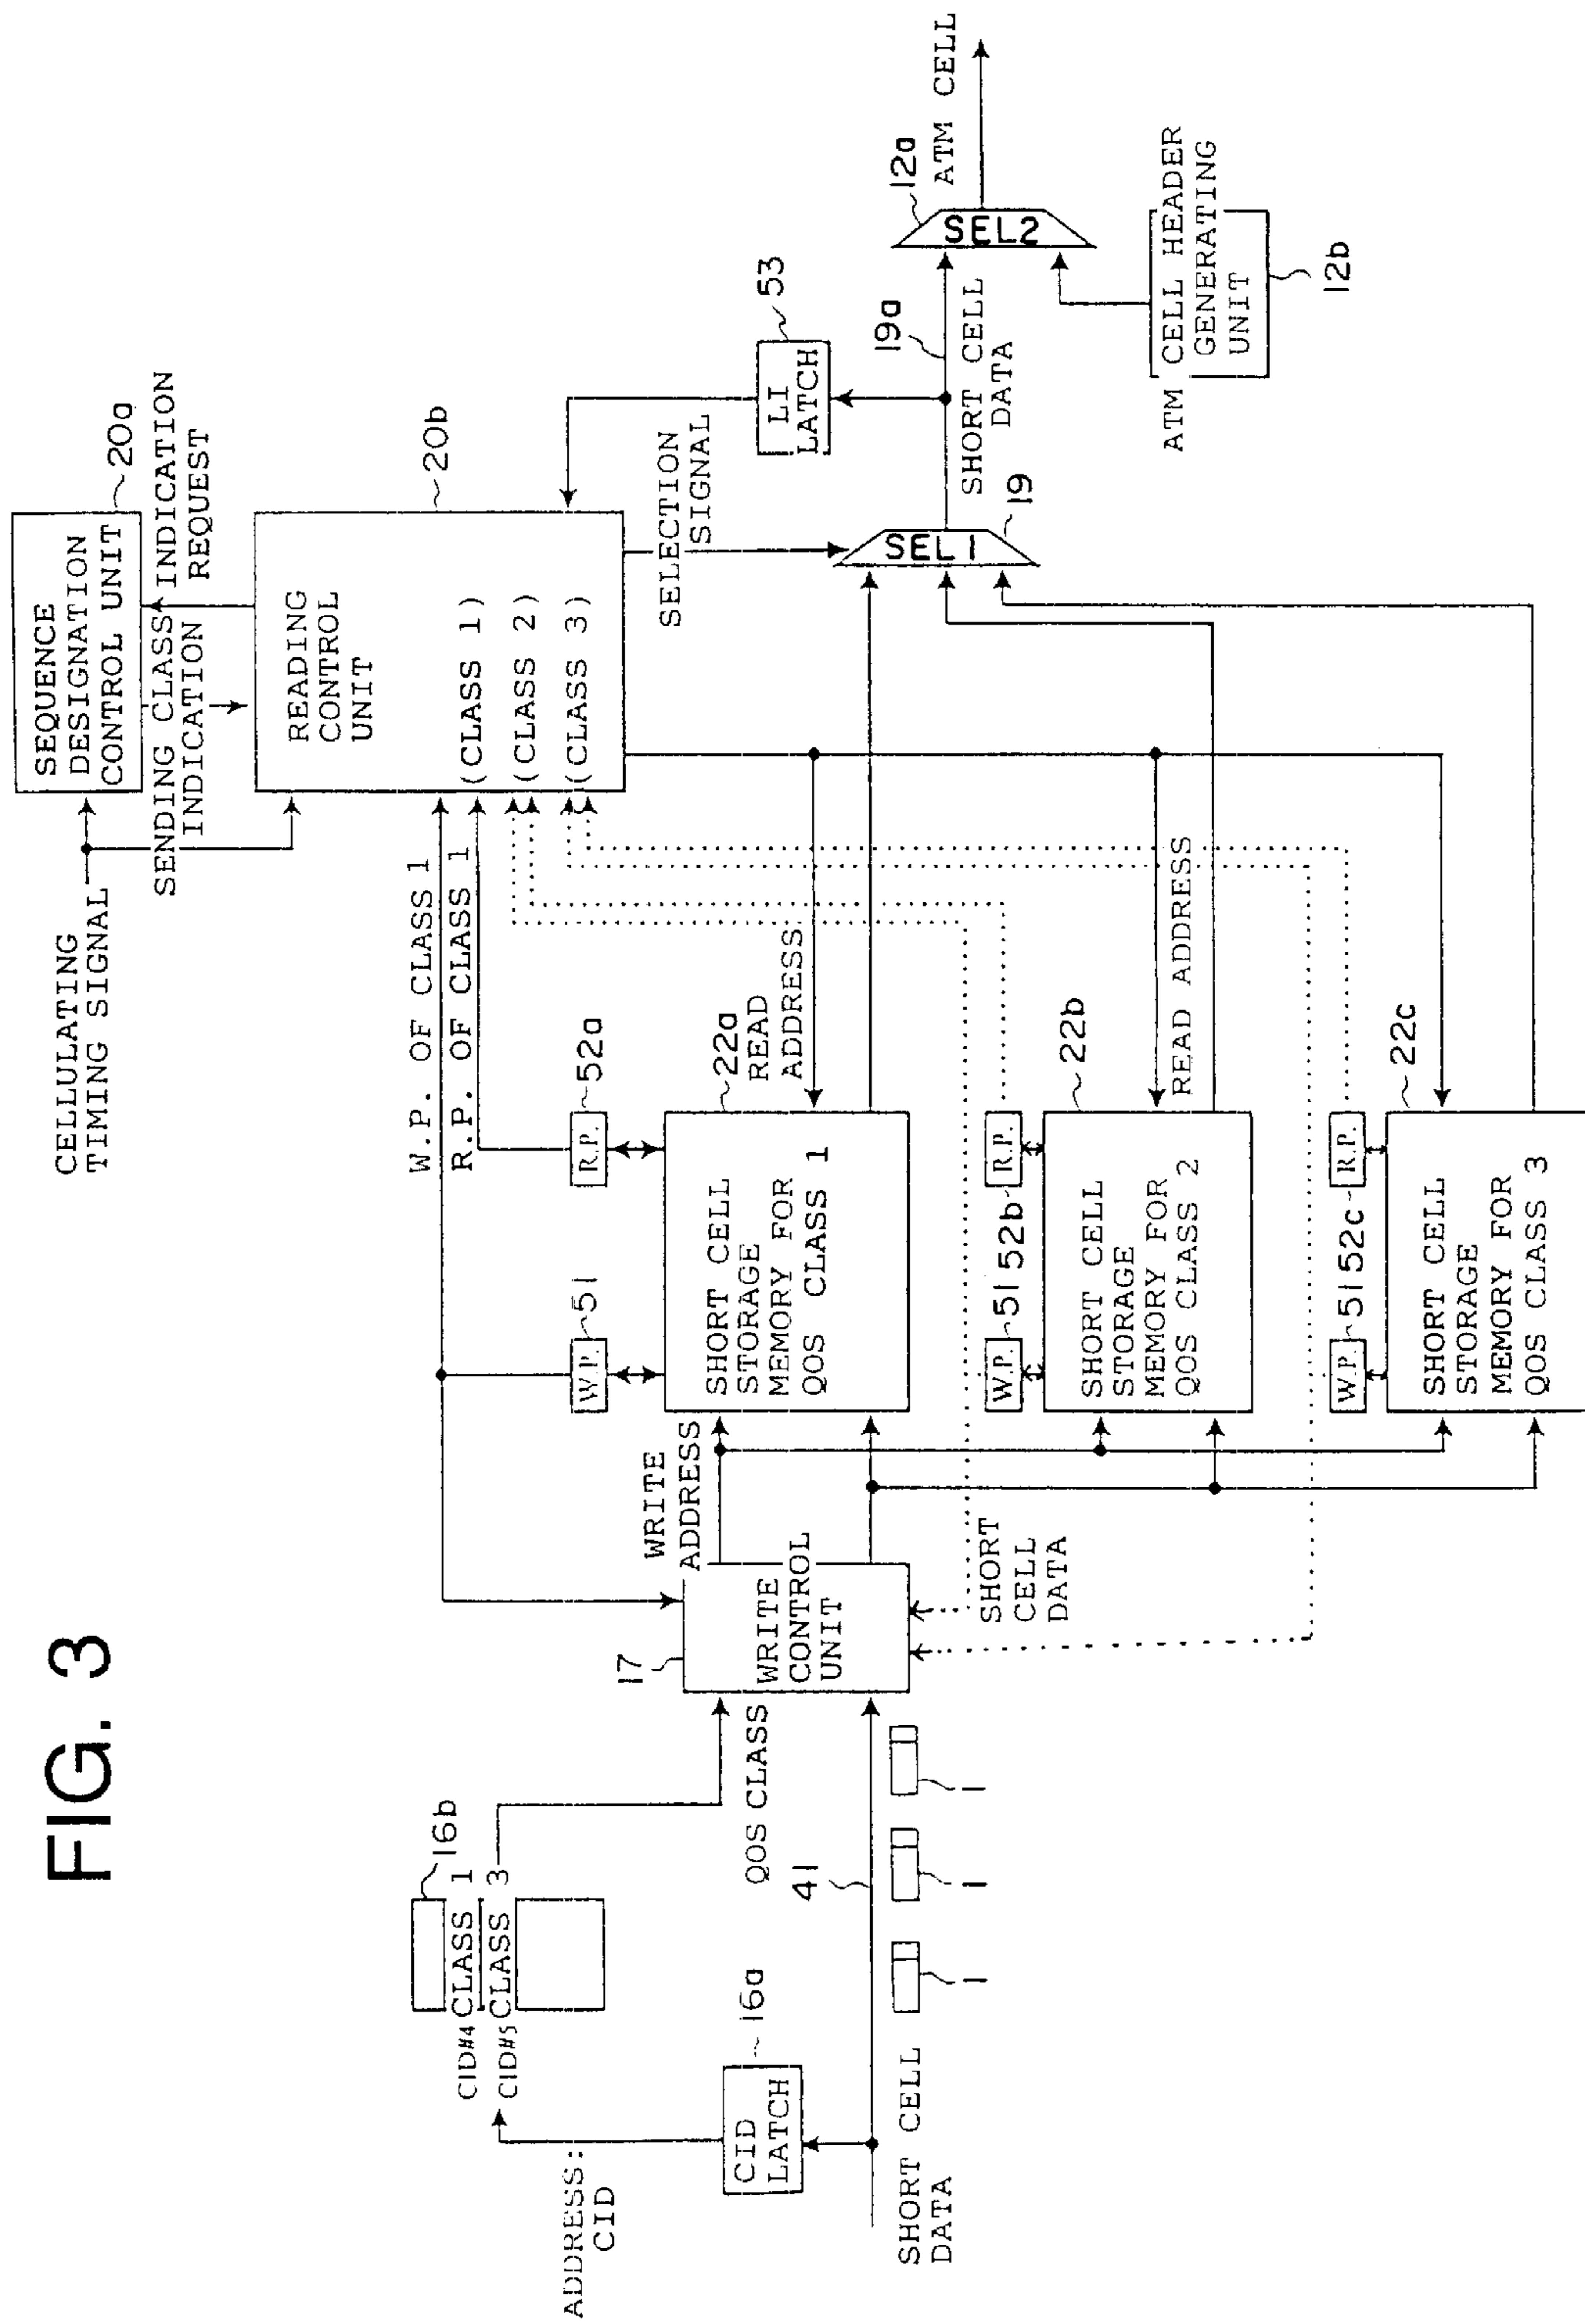 FIG. 3
CELLULATING
TIMING SIGNAL
SEQUENCE
DESIGNATION
CONTROL UNIT
20a
SENDING CLASS
INDICATION
INDICATION
REQUEST
READING
CONTROL
UNIT
(CLASS 1)
(CLASS 2)
(CLASS 3)
20b
W.P. OF CLASS 1
R.P. OF CLASS 1
SELECTION
SIGNAL
LI
LATCH
53
16b
CID#4 CLASS 1
CID#5 CLASS 3
ADDRESS:
CID
CID
LATCH
16a
QOS CLASS
41
SHORT CELL
DATA
1
1
1
17
WRITE
CONTROL
UNIT
WRITE
ADDRESS
SHORT
CELL
DATA
W.P.
51
R.P.
52a
SHORT CELL
STORAGE
MEMORY FOR
QOS CLASS 1
22a
READ
ADDRESS
W.P.
51
52b
R.P.
SHORT CELL
STORAGE
MEMORY FOR
QOS CLASS 2
22b
READ ADDRESS
W.P.
51
52c
R.P.
SHORT CELL
STORAGE
MEMORY FOR
QOS CLASS 3
22c
SEL1
19
19a
SHORT CELL
DATA
SEL2
12a
ATM CELL
ATM CELL HEADER
GENERATING
UNIT
12b